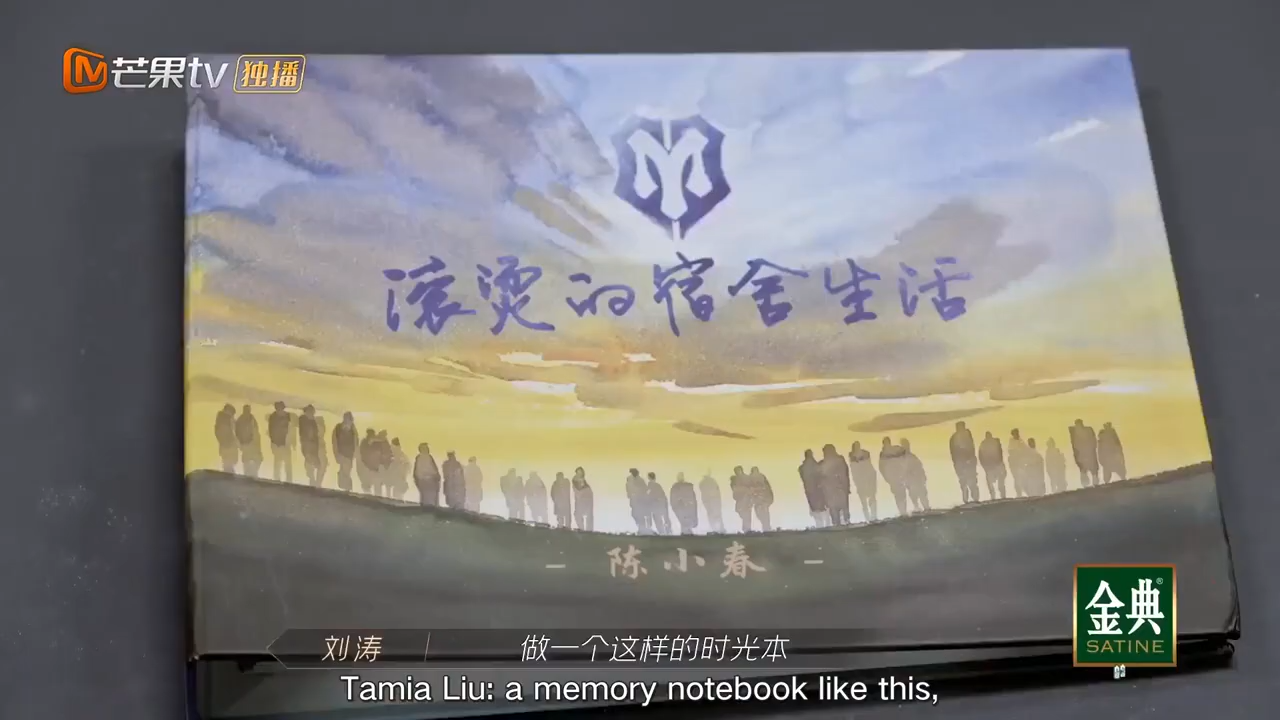 芒果tv 独播
滚烫的宿舍生活
- 陈小春 -
金典®
SATINE
刘涛 做一个这样的时光本
Tamia Liu: a memory notebook like this,